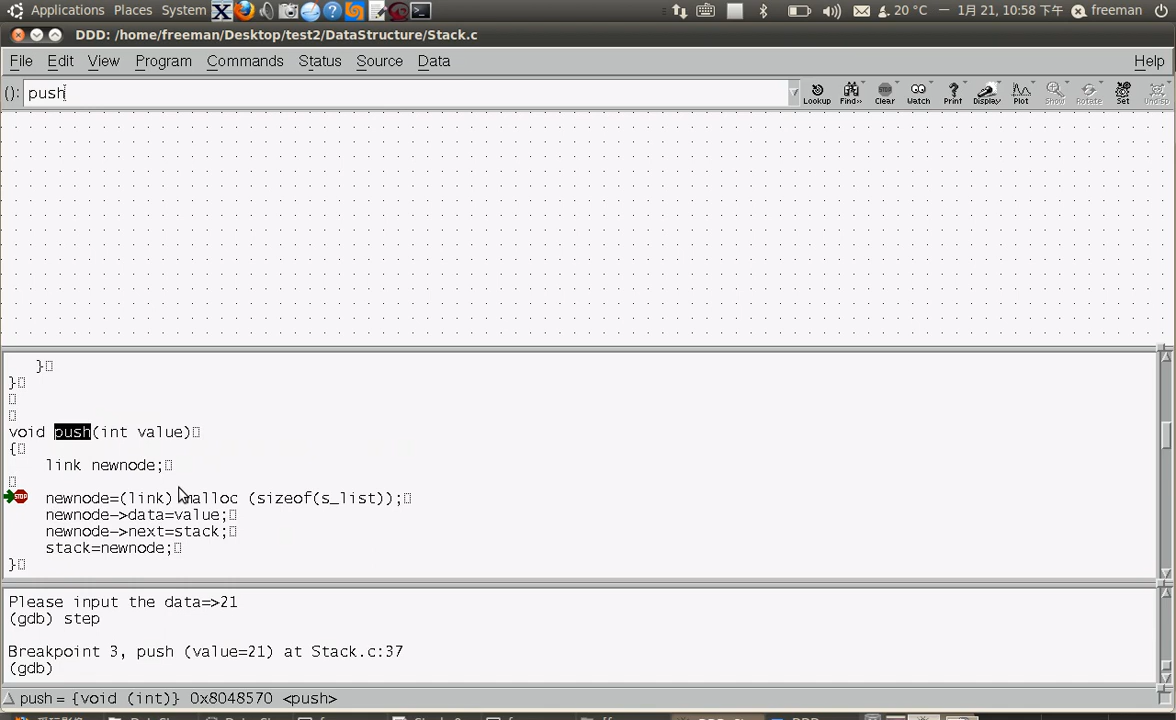 Applications Places System 20 °C 一 1月 21, 10:58 下午 freeman
DDD: /home/freeman/Desktop/test2/DataStructure/Stack.c
File Edit View Program Commands Status Source Data Help
(): push Lookup Find>> Clear Watch Print Display Plot Show Rotate Set Undisp
}
}
void push(int value)
{
link newnode;
STOP newnode=(link) malloc (sizeof(s_list));
newnode->data=value;
newnode->next=stack;
stack=newnode;
}
Please input the data=>21
(gdb) step
Breakpoint 3, push (value=21) at Stack.c:37
(gdb)
push = {void (int)} 0x8048570 <push>